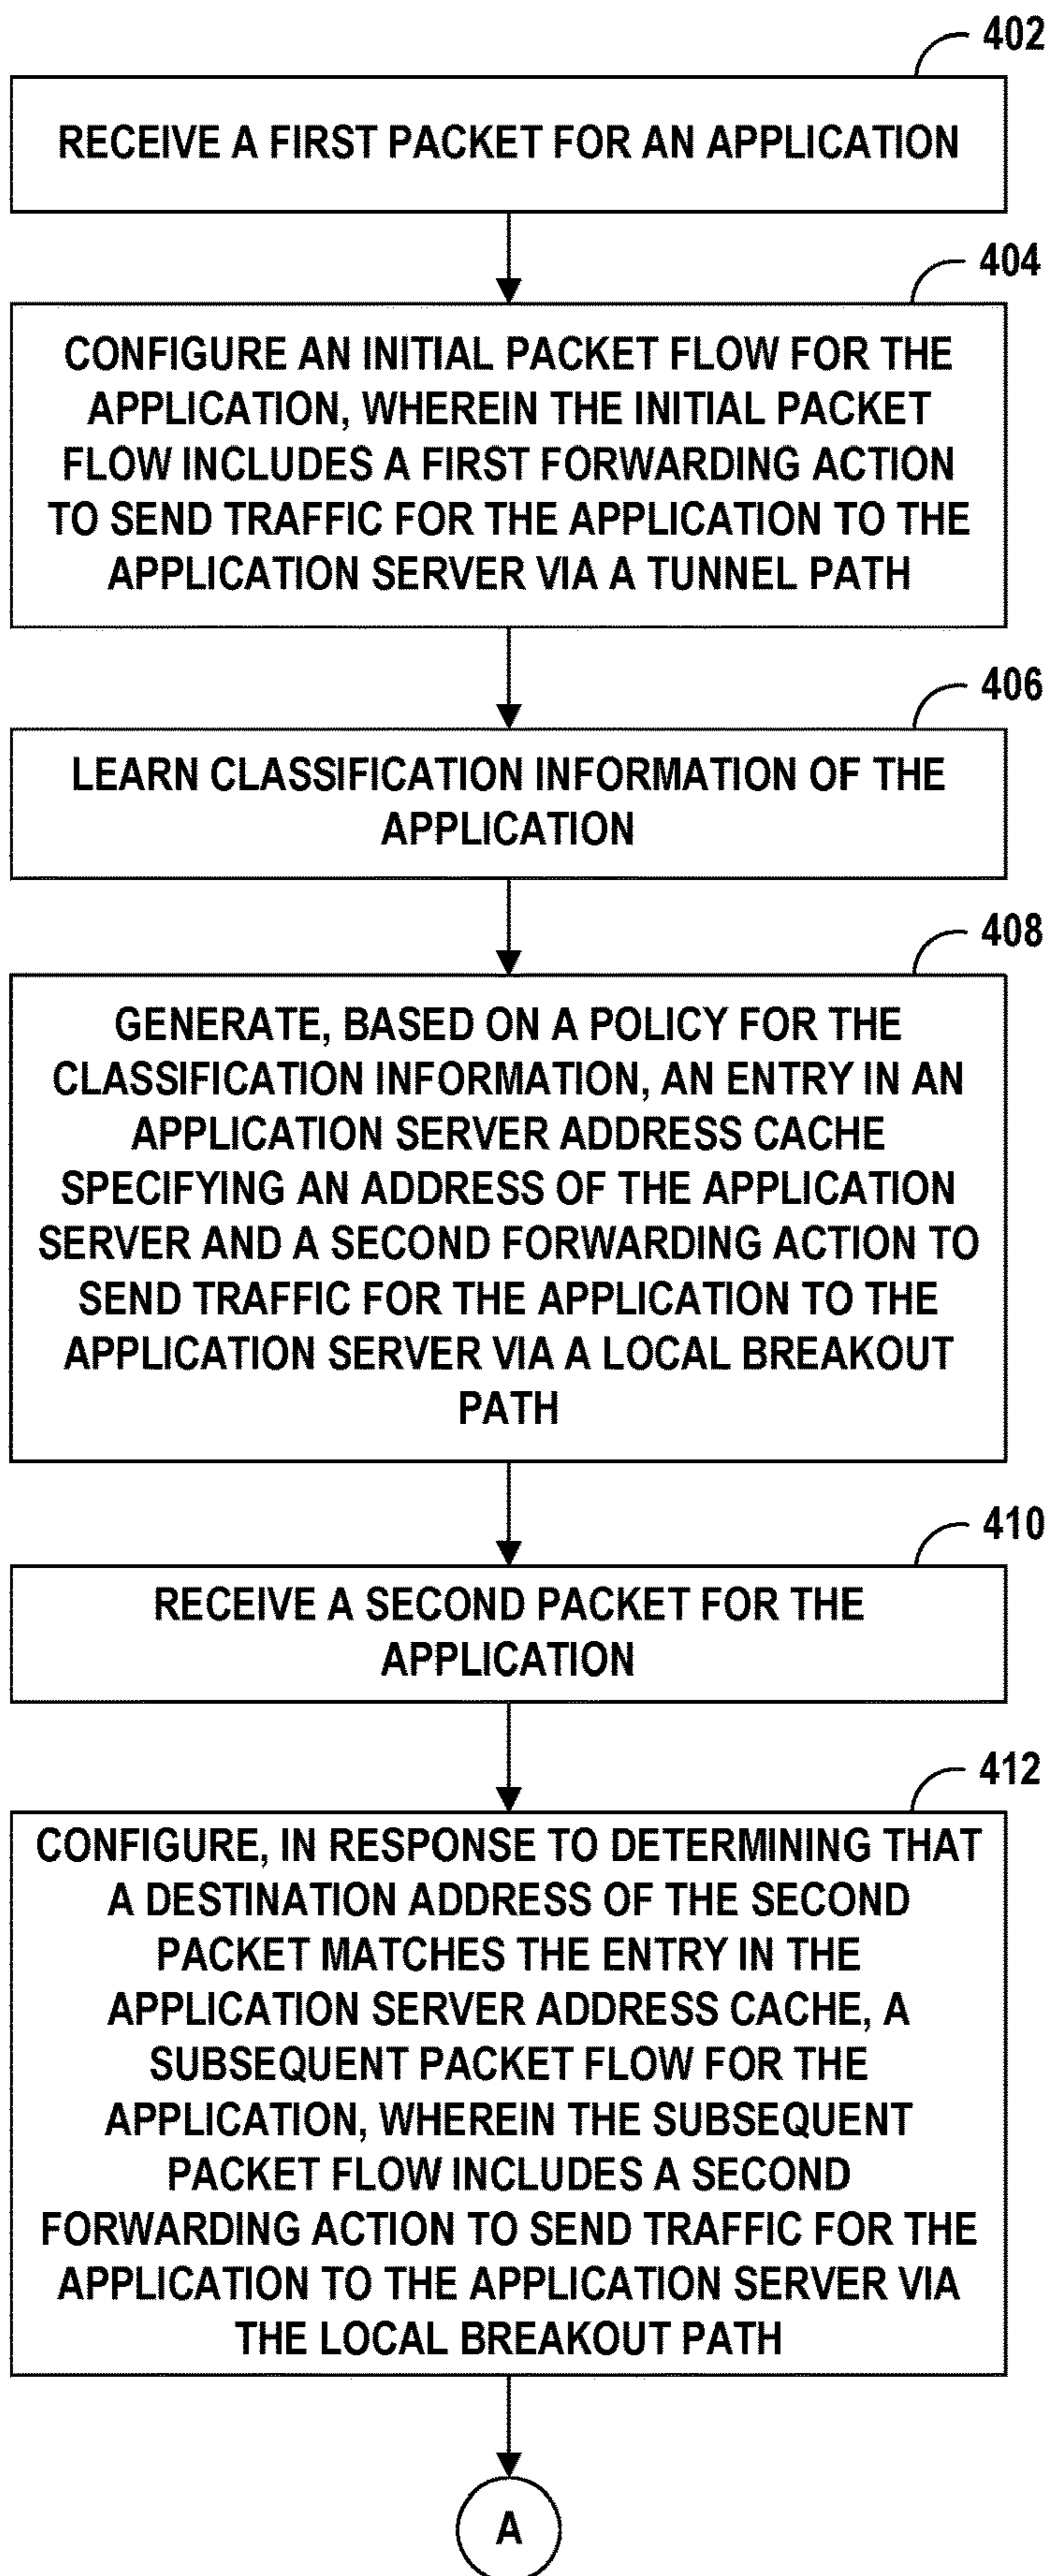 402
RECEIVE A FIRST PACKET FOR AN APPLICATION
404
CONFIGURE AN INITIAL PACKET FLOW FOR THE
APPLICATION, WHEREIN THE INITIAL PACKET
FLOW INCLUDES A FIRST FORWARDING ACTION
TO SEND TRAFFIC FOR THE APPLICATION TO THE
APPLICATION SERVER VIA A TUNNEL PATH
406
LEARN CLASSIFICATION INFORMATION OF THE
APPLICATION
408
GENERATE, BASED ON A POLICY FOR THE
CLASSIFICATION INFORMATION, AN ENTRY IN AN
APPLICATION SERVER ADDRESS CACHE
SPECIFYING AN ADDRESS OF THE APPLICATION
SERVER AND A SECOND FORWARDING ACTION TO
SEND TRAFFIC FOR THE APPLICATION TO THE
APPLICATION SERVER VIA A LOCAL BREAKOUT
PATH
410
RECEIVE A SECOND PACKET FOR THE
APPLICATION
412
CONFIGURE, IN RESPONSE TO DETERMINING THAT
A DESTINATION ADDRESS OF THE SECOND
PACKET MATCHES THE ENTRY IN THE
APPLICATION SERVER ADDRESS CACHE, A
SUBSEQUENT PACKET FLOW FOR THE
APPLICATION, WHEREIN THE SUBSEQUENT
PACKET FLOW INCLUDES A SECOND
FORWARDING ACTION TO SEND TRAFFIC FOR THE
APPLICATION TO THE APPLICATION SERVER VIA
THE LOCAL BREAKOUT PATH
A